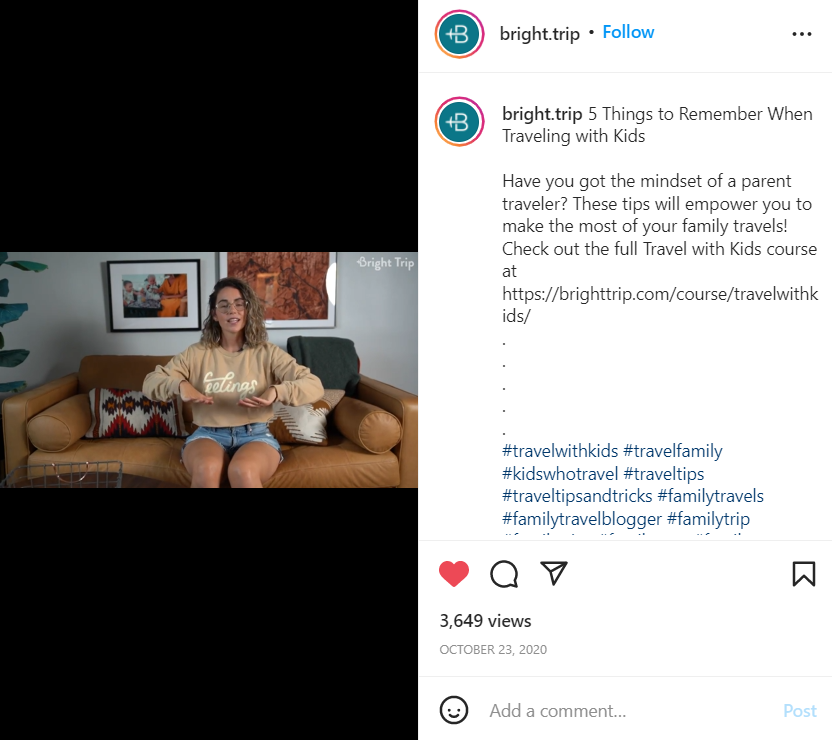 bright.trip • Follow
bright.trip 5 Things to Remember When
Traveling with Kids
Have you got the mindset of a parent
traveler? These tips will empower you to
make the most of your family travels!
Check out the full Travel with Kids course
at
https://brighttrip.com/course/travelwithk
ids/
.
.
.
.
.
#travelwithkids #travelfamily
#kidswhotravel #traveltips
#traveltipsandtricks #familytravels
#familytravelblogger #familytrip
3,649 views
OCTOBER 23, 2020
Add a comment...
Post
Bright Trip
feelings